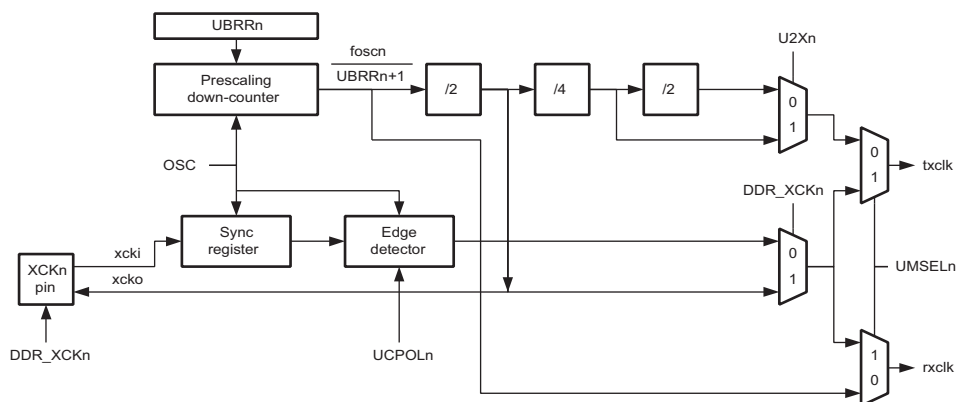 UBRRn
foscn
UBRRn+1
U2Xn
Prescaling
down-counter
/2
/4
/2
0
1
OSC
0
1
txclk
DDR_XCKn
Sync
register
Edge
detector
xcki
xcko
XCKn
pin
0
1
UMSELn
DDR_XCKn
UCPOLn
1
0
rxclk